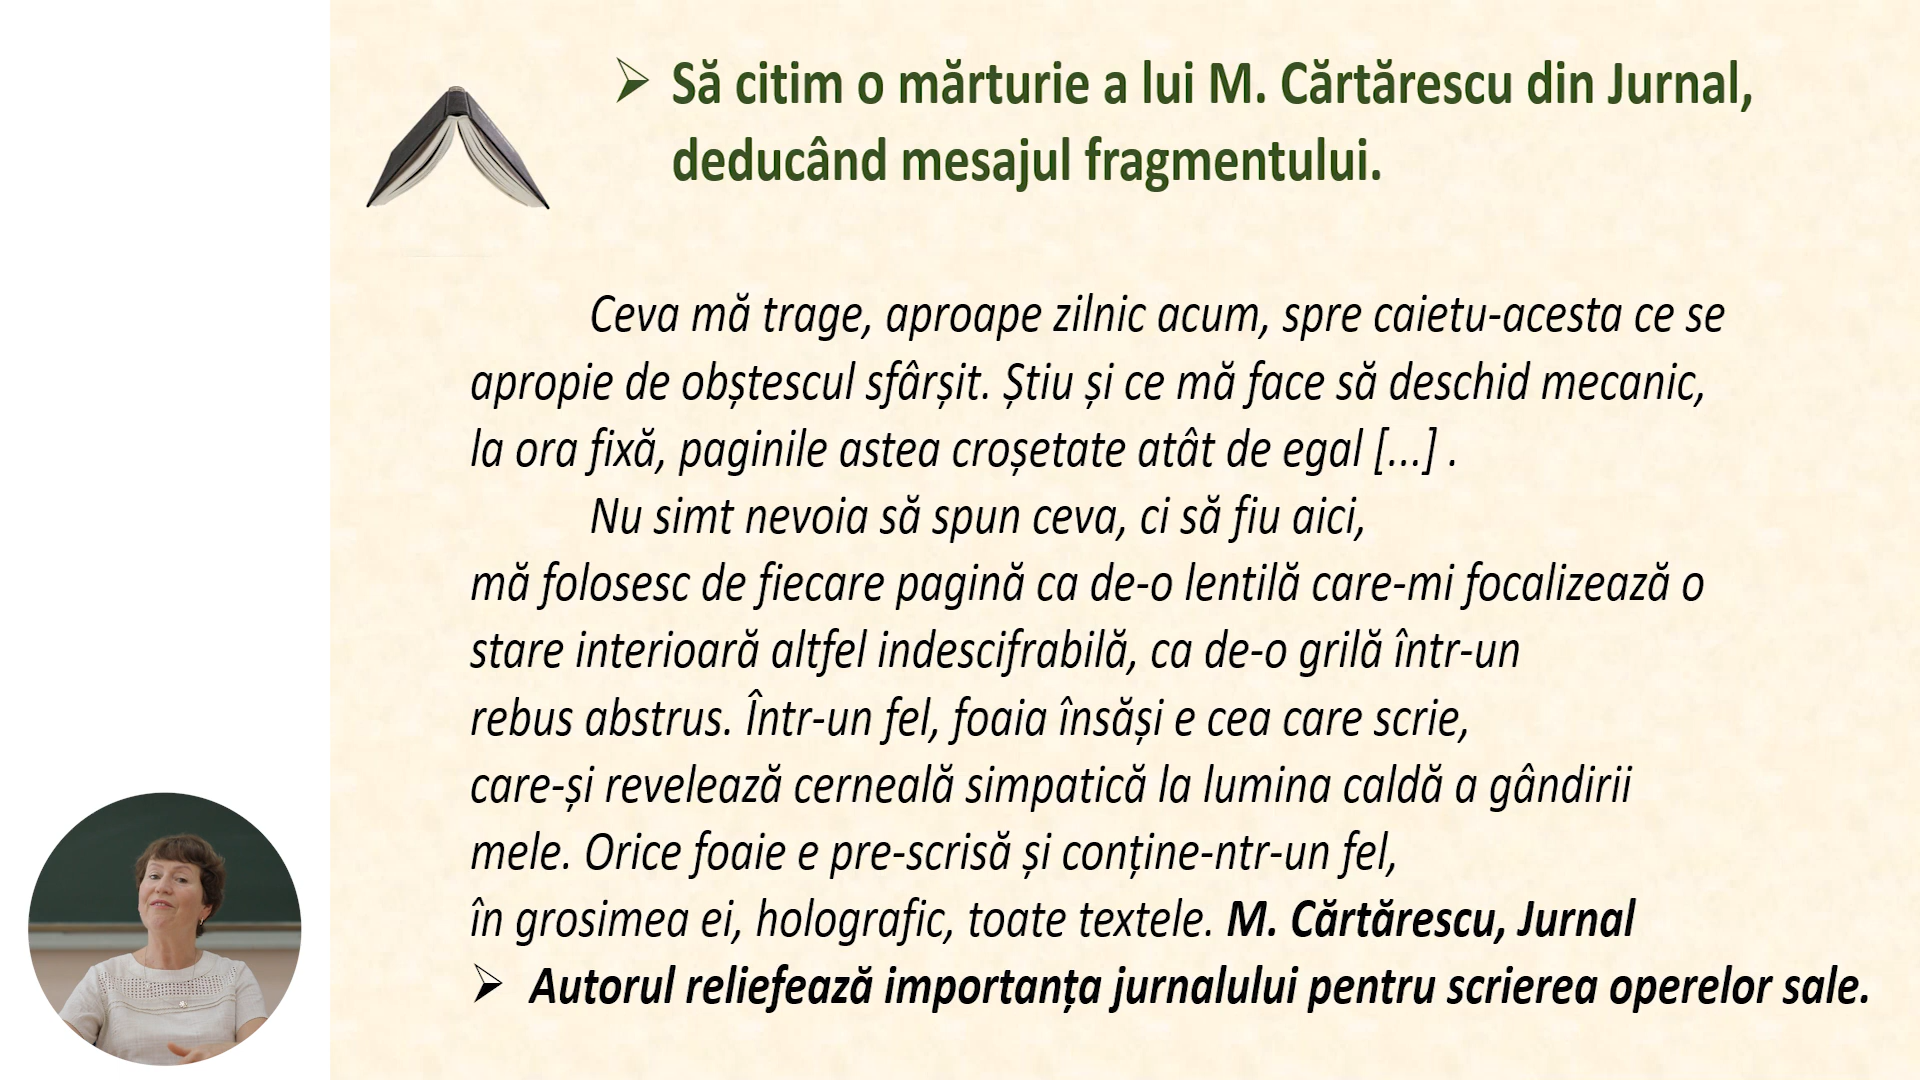 Să citim o mărturie a lui M. Cărtărescu din Jurnal,
deducând mesajul fragmentului.
Ceva mă trage, aproape zilnic acum, spre caietu-acesta ce se
apropie de obștescul sfârșit. Știu și ce mă face să deschid mecanic,
la ora fixă, paginile astea croșetate atât de egal [...] .
Nu simt nevoia să spun ceva, ci să fiu aici,
mă folosesc de fiecare pagină ca de-o lentilă care-mi focalizează o
stare interioară altfel indescifrabilă, ca de-o grilă într-un
rebus abstrus. Într-un fel, foaia însăși e cea care scrie,
care-și revelează cerneală simpatică la lumina caldă a gândirii
mele. Orice foaie e pre-scrisă și conține-ntr-un fel,
în grosimea ei, holografic, toate textele. M. Cărtărescu, Jurnal
Autorul reliefează importanța jurnalului pentru scrierea operelor sale.